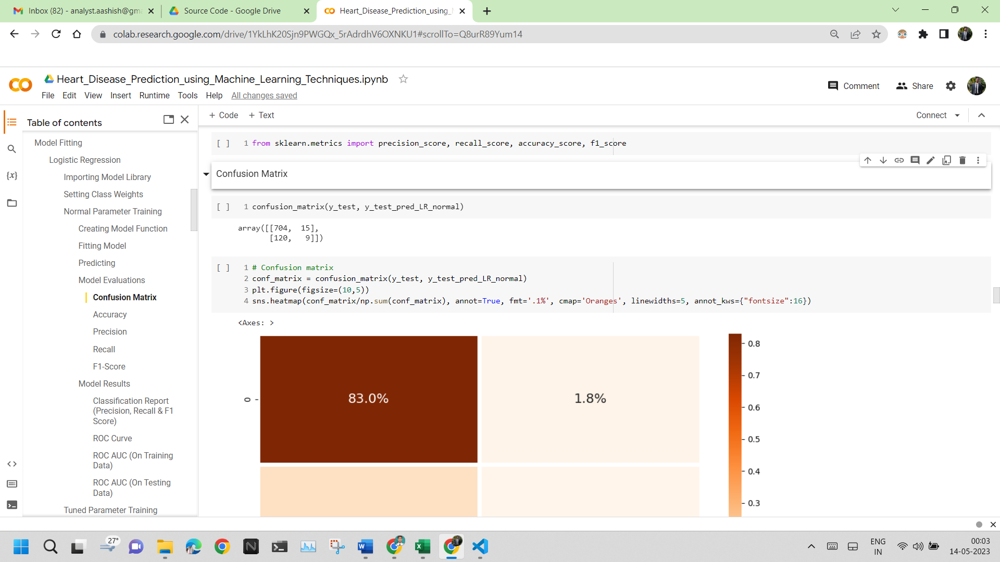 Inbox (82) - analyst.aashish@gm
Source Code - Google Drive
Heart_Disease_Prediction_using_
colab.research.google.com/drive/1YkLhK20Sjn9PWGQx_5rAdrdhV6OXNKU1#scrollTo=Q8urR89Yum14
Heart_Disease_Prediction_using_Machine_Learning_Techniques.ipynb
File Edit View Insert Runtime Tools Help All changes saved
Comment
Share
Table of contents
+ Code + Text
Connect
Model Fitting
Logistic Regression
Importing Model Library
Setting Class Weights
Normal Parameter Training
Creating Model Function
Fitting Model
Predicting
Model Evaluations
Confusion Matrix
Accuracy
Precision
Recall
F1-Score
Model Results
Classification Report
(Precision, Recall & F1
Score)
ROC Curve
ROC AUC (On Training
Data)
ROC AUC (On Testing
Data)
Tuned Parameter Training
{x}
[ ] 1 from sklearn.metrics import precision_score, recall_score, accuracy_score, f1_score
Confusion Matrix
[ ] 1 confusion_matrix(y_test, y_test_pred_LR_normal)
array([[704, 15],
[120, 9]])
[ ] 1 # Confusion matrix
2 conf_matrix = confusion_matrix(y_test, y_test_pred_LR_normal)
3 plt.figure(figsize=(10,5))
4 sns.heatmap(conf_matrix/np.sum(conf_matrix), annot=True, fmt='.1%', cmap='Oranges', linewidths=5, annot_kws={"fontsize":16})
<Axes: >
0
83.0%
1.8%
0.8
0.7
0.6
0.5
0.4
0.3
27°
ENG
IN
00:03
14-05-2023